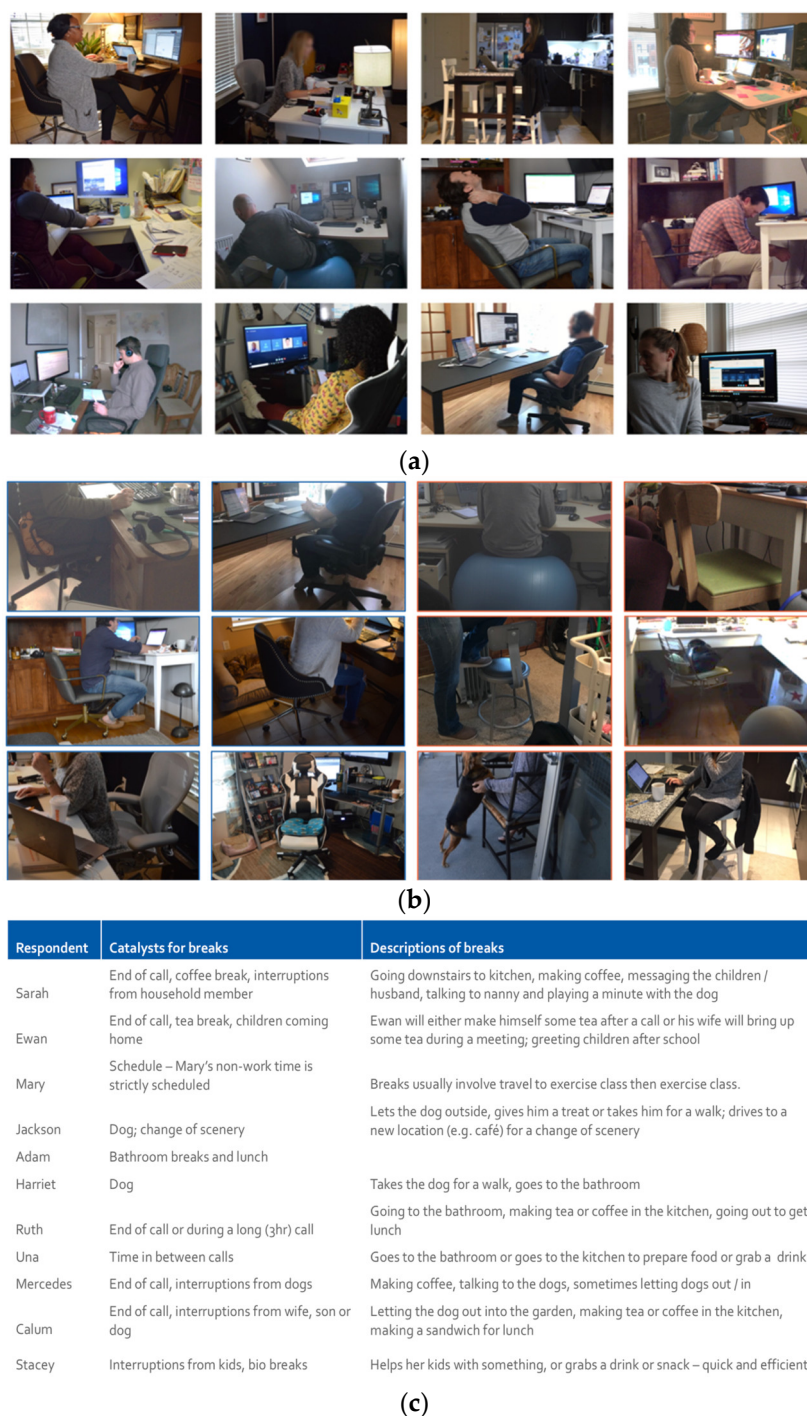 (a)
(b)
Respondent Catalysts for breaks Descriptions of breaks
End of call, coffee break, interruptions
from household member
Sarah
Going downstairs to kitchen, making coffee, messaging the children /
husband, talking to nanny and playing a minute with the dog
End of call, tea break, children coming
home
Ewan
Ewan will either make himself some tea after a call or his wife will bring up
some tea during a meeting; greeting children after school
Schedule – Mary's non-work time is
strictly scheduled
Mary
Breaks usually involve travel to exercise class then exercise class.
Jackson Dog; change of scenery
Lets the dog outside, gives him a treat or takes him for a walk; drives to a
new location (e.g. café) for a change of scenery
Adam Bathroom breaks and lunch
Harriet Dog Takes the dog for a walk, goes to the bathroom
Ruth End of call or during a long (3hr) call
Going to the bathroom, making tea or coffee in the kitchen, going out to get
lunch
Una Time in between calls Goes to the bathroom or goes to the kitchen to prepare food or grab a drink
Mercedes End of call, interruptions from dogs Making coffee, talking to the dogs, sometimes letting dogs out / in
End of call, interruptions from wife, son or
dog
Calum
Letting the dog out into the garden, making tea or coffee in the kitchen,
making a sandwich for lunch
Stacey Interruptions from kids, bio breaks Helps her kids with something, or grabs a drink or snack – quick and efficient
(c)